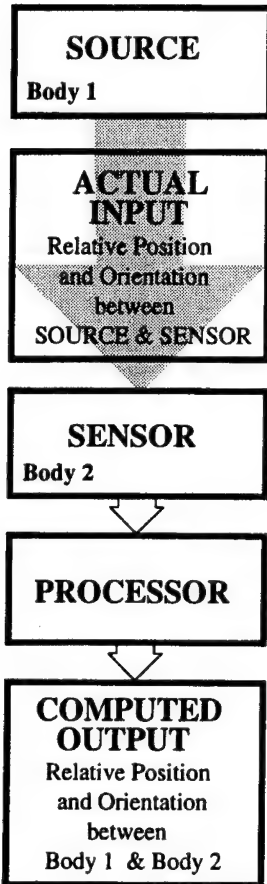 SOURCE
Body 1
ACTUAL
INPUT
Relative Position
and Orientation
between
SOURCE & SENSOR
SENSOR
Body 2
PROCESSOR
COMPUTED
OUTPUT
Relative Position
and Orientation
between
Body 1 & Body 2